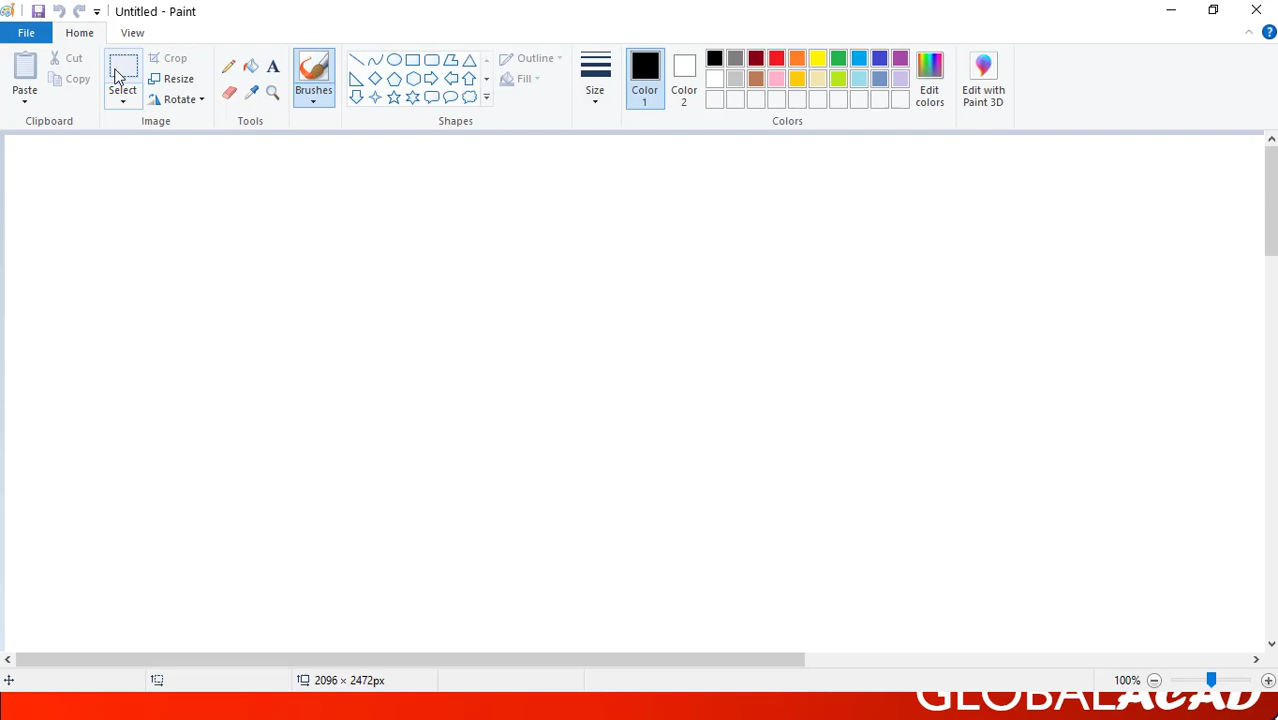 Untitled - Paint
File Home View
Paste
Cut
Copy
Clipboard
Select
Crop
Resize
Rotate
Image
A
Tools
Brushes
Shapes
Outline
Fill
Size
Color 1
Color 2
Colors
Edit colors
Edit with Paint 3D
?
2096 × 2472px
100%
GLOBALACAD